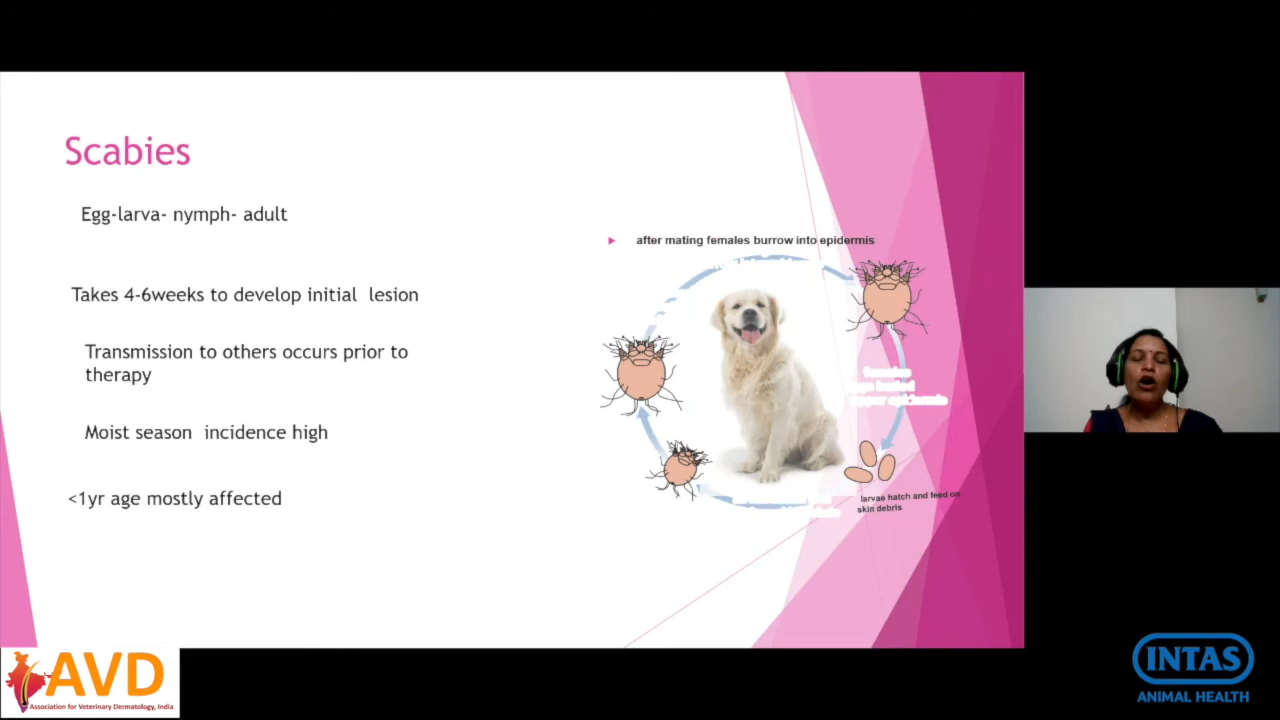 Scabies
Egg-larva- nymph- adult
Takes 4-6weeks to develop initial lesion
Transmission to others occurs prior to
therapy
Moist season incidence high
<1yr age mostly affected
after mating females burrow into epidermis
females
larvae hatch and feed on
skin debris
AVD
Association for Veterinary Dermatology, India
INTAS
ANIMAL HEALTH